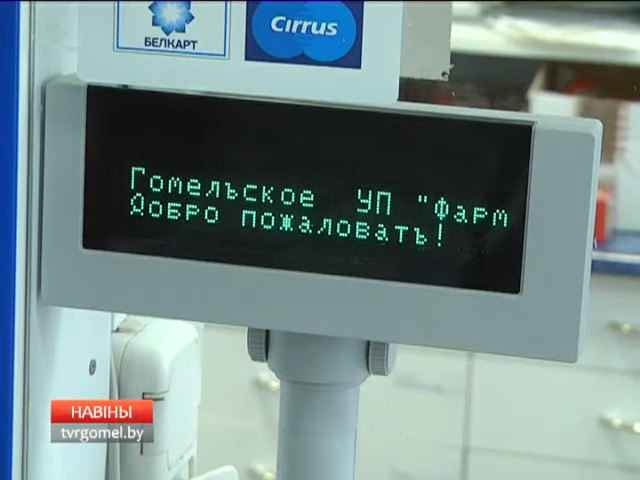 БЕЛКАРТ
Cirrus
Гомельское УП "Фарм
Добро пожаловать!
НАВІНЫ
tvrgomel.by